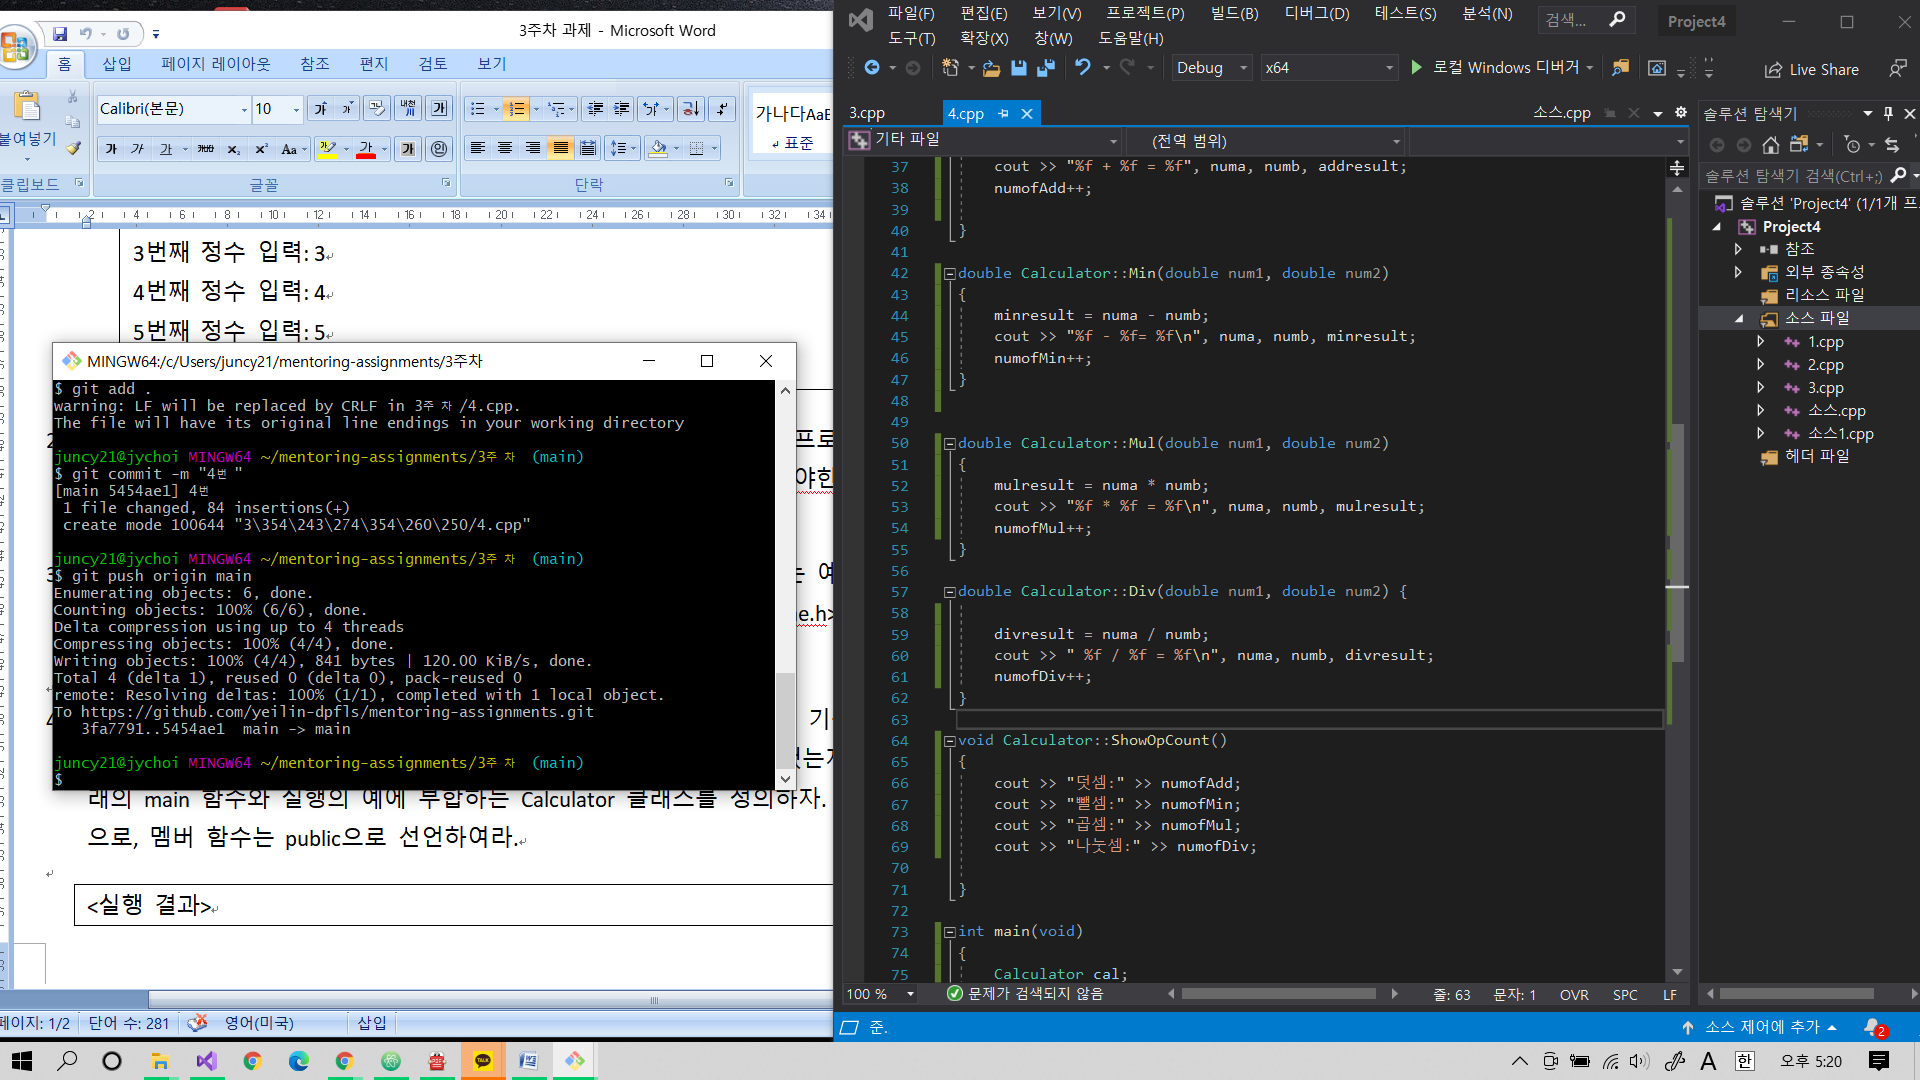 3주차 과제 - Microsoft Word
홈 삽입 페이지 레이아웃 참조 편지 검토 보기
붙여넣기
클립보드
Calibri(본문) 10
글꼴
단락
가나다AaB
표준
2 4 6 8 10 12 14 16 18 20 22 24 26 28 30 32 34
3번째 정수 입력: 3
4번째 정수 입력: 4
5번째 정수 입력: 5
MINGW64:/c/Users/juncy21/mentoring-assignments/3주차
$ git add .
warning: LF will be replaced by CRLF in 3주차/4.cpp.
The file will have its original line endings in your working directory
juncy21@jychoi MINGW64 ~/mentoring-assignments/3주차 (main)
$ git commit -m "4번"
[main 5454ae1] 4번
1 file changed, 84 insertions(+)
create mode 100644 "3\354\243\274\354\260\250/4.cpp"
juncy21@jychoi MINGW64 ~/mentoring-assignments/3주차 (main)
$ git push origin main
Enumerating objects: 6, done.
Counting objects: 100% (6/6), done.
Delta compression using up to 4 threads
Compressing objects: 100% (4/4), done.
Writing objects: 100% (4/4), 841 bytes | 120.00 KiB/s, done.
Total 4 (delta 1), reused 0 (delta 0), pack-reused 0
remote: Resolving deltas: 100% (1/1), completed with 1 local object.
To https://github.com/yeilin-dpfls/mentoring-assignments.git
3fa7791..5454ae1 main -> main
juncy21@jychoi MINGW64 ~/mentoring-assignments/3주차 (main)
$
래의 main 함수와 실행의 예에 부합하는 Calculator 클래스를 정의하자.
으로, 멤버 함수는 public으로 선언하여라.
<실행 결과>
페이지: 1/2 단어 수: 281 영어(미국) 삽입
파일(F) 편집(E) 보기(V) 프로젝트(P) 빌드(B) 디버그(D) 테스트(S) 분석(N) 검색... Project4
도구(T) 확장(X) 창(W) 도움말(H)
Debug x64 로컬 Windows 디버거 Live Share
3.cpp 4.cpp 소스.cpp
기타 파일 (전역 범위)
37 cout >> "%f + %f = %f", numa, numb, addresult;
38 numofAdd++;
39
40 }
41
42 double Calculator::Min(double num1, double num2)
43 {
44 minresult = numa - numb;
45 cout >> "%f - %f= %f\n", numa, numb, minresult;
46 numofMin++;
47 }
48
49
50 double Calculator::Mul(double num1, double num2)
51 {
52 mulresult = numa * numb;
53 cout >> "%f * %f = %f\n", numa, numb, mulresult;
54 numofMul++;
55 }
56
57 double Calculator::Div(double num1, double num2) {
58
59 divresult = numa / numb;
60 cout >> " %f / %f = %f\n", numa, numb, divresult;
61 numofDiv++;
62 }
63
64 void Calculator::ShowOpCount()
65 {
66 cout >> "덧셈:" >> numofAdd;
67 cout >> "뺄셈:" >> numofMin;
68 cout >> "곱셈:" >> numofMul;
69 cout >> "나눗셈:" >> numofDiv;
70
71 }
72
73 int main(void)
74 {
75 Calculator cal;
100 % 문제가 검색되지 않음 줄: 63 문자: 1 OVR SPC LF
준.
소스 제어에 추가 2
솔루션 탐색기
솔루션 탐색기 검색(Ctrl+;)
솔루션 'Project4' (1/1개 프
Project4
참조
외부 종속성
리소스 파일
소스 파일
1.cpp
2.cpp
3.cpp
소스.cpp
소스1.cpp
헤더 파일
A 한 오후 5:20